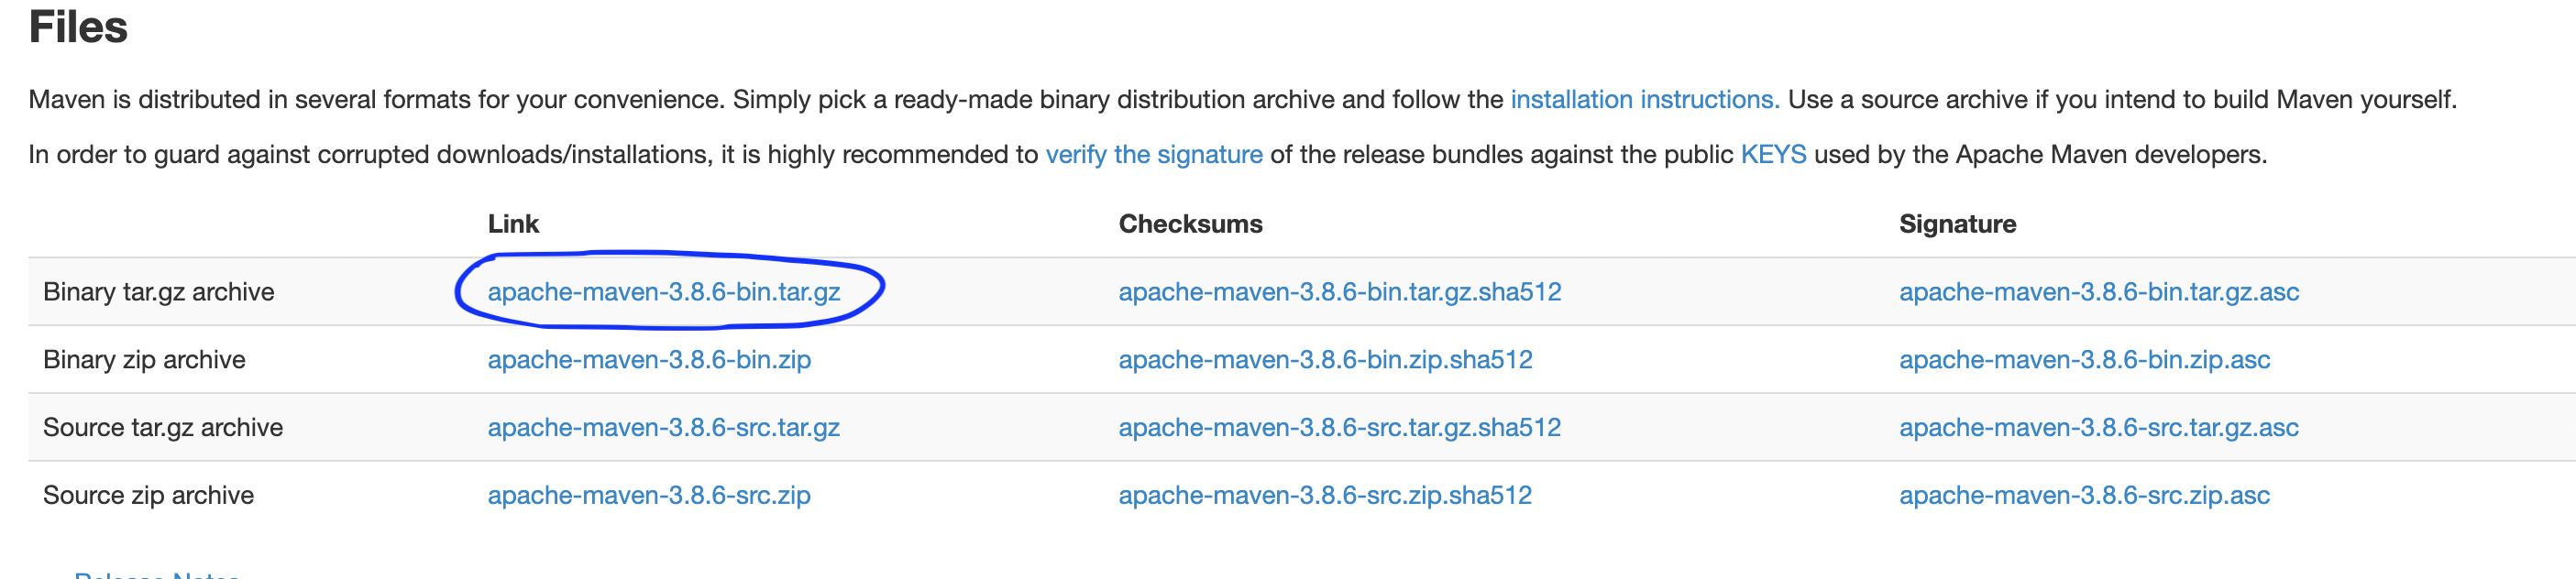 Files
Maven is distributed in several formats for your convenience. Simply pick a ready-made binary distribution archive and follow the installation instructions. Use a source archive if you intend to build Maven yourself.
In order to guard against corrupted downloads/installations, it is highly recommended to verify the signature of the release bundles against the public KEYS used by the Apache Maven developers.
Link Checksums Signature
Binary tar.gz archive apache-maven-3.8.6-bin.tar.gz apache-maven-3.8.6-bin.tar.gz.sha512 apache-maven-3.8.6-bin.tar.gz.asc
Binary zip archive apache-maven-3.8.6-bin.zip apache-maven-3.8.6-bin.zip.sha512 apache-maven-3.8.6-bin.zip.asc
Source tar.gz archive apache-maven-3.8.6-src.tar.gz apache-maven-3.8.6-src.tar.gz.sha512 apache-maven-3.8.6-src.tar.gz.asc
Source zip archive apache-maven-3.8.6-src.zip apache-maven-3.8.6-src.zip.sha512 apache-maven-3.8.6-src.zip.asc
Release Notes